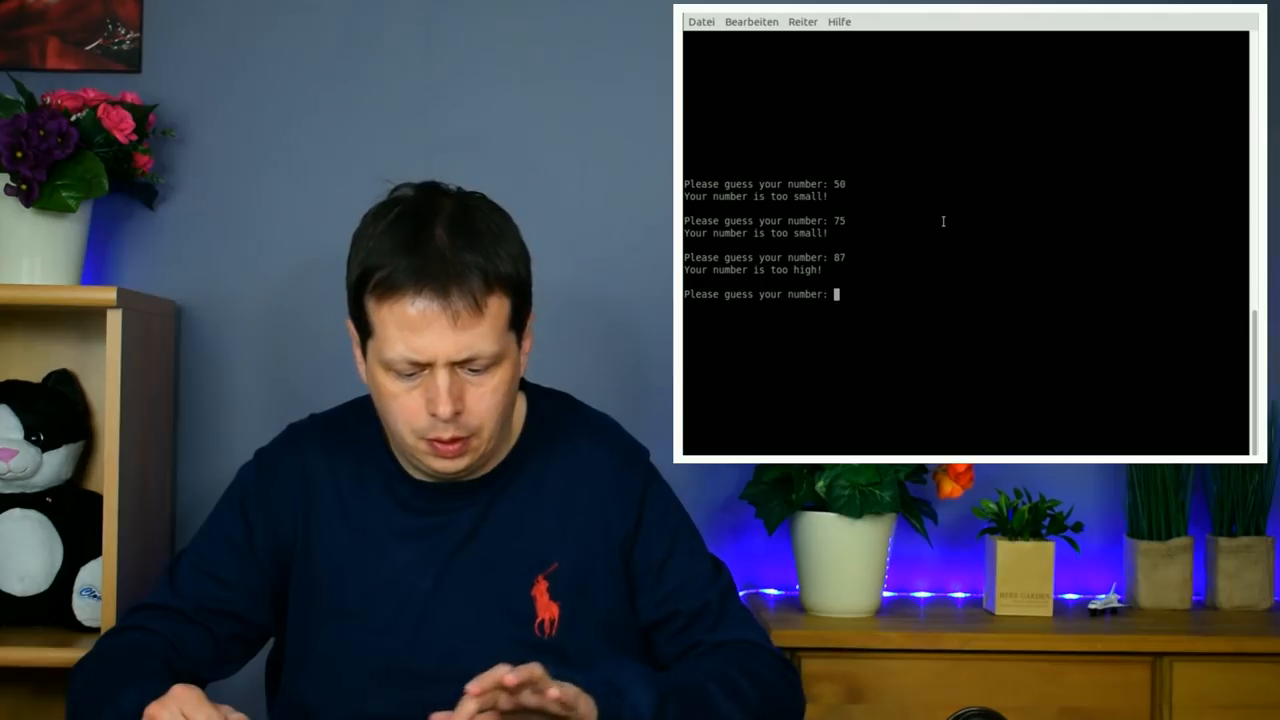 Datei Bearbeiten Reiter Hilfe
Please guess your number: 50
Your number is too small!
Please guess your number: 75
Your number is too small!
Please guess your number: 87
Your number is too high!
Please guess your number:
HERB GARDEN